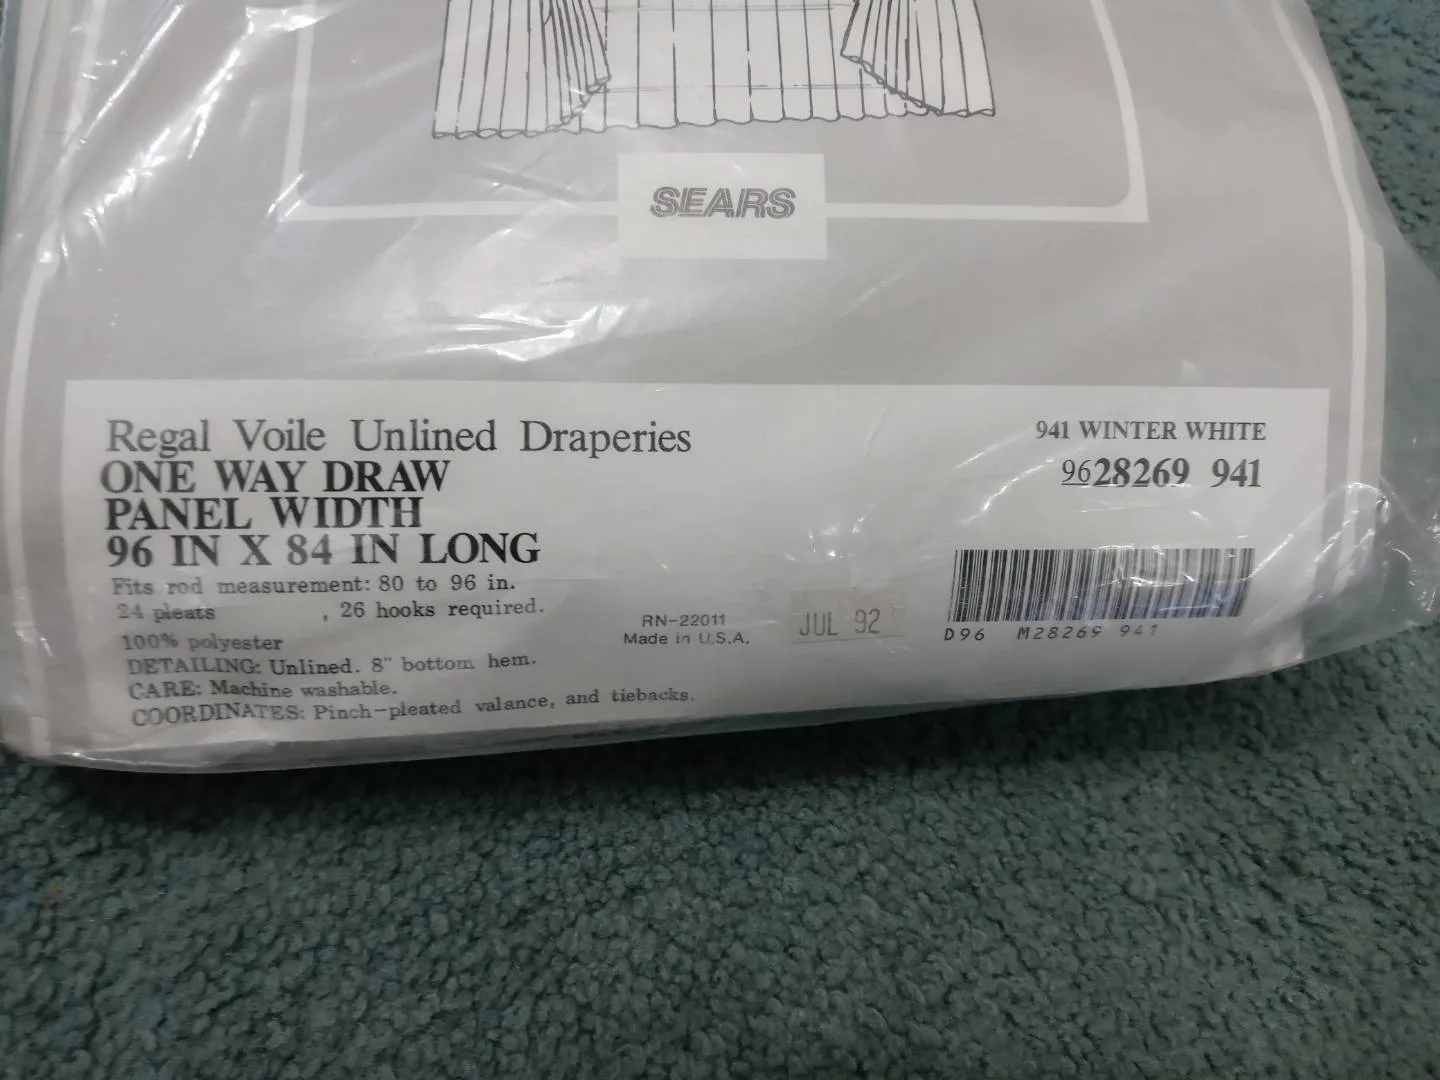 SEARS
Regal Voile Unlined Draperies
ONE WAY DRAW
PANEL WIDTH
96 IN X 84 IN LONG
Fits rod measurement: 80 to 96 in.
24 pleats , 26 hooks required.
100% polyester
DETAILING: Unlined. 8" bottom hem.
CARE: Machine washable.
COORDINATES: Pinch-pleated valance, and tiebacks.
RN-22011
Made in U.S.A.
JUL 92
941 WINTER WHITE
9628269 941
D96 M28269 941